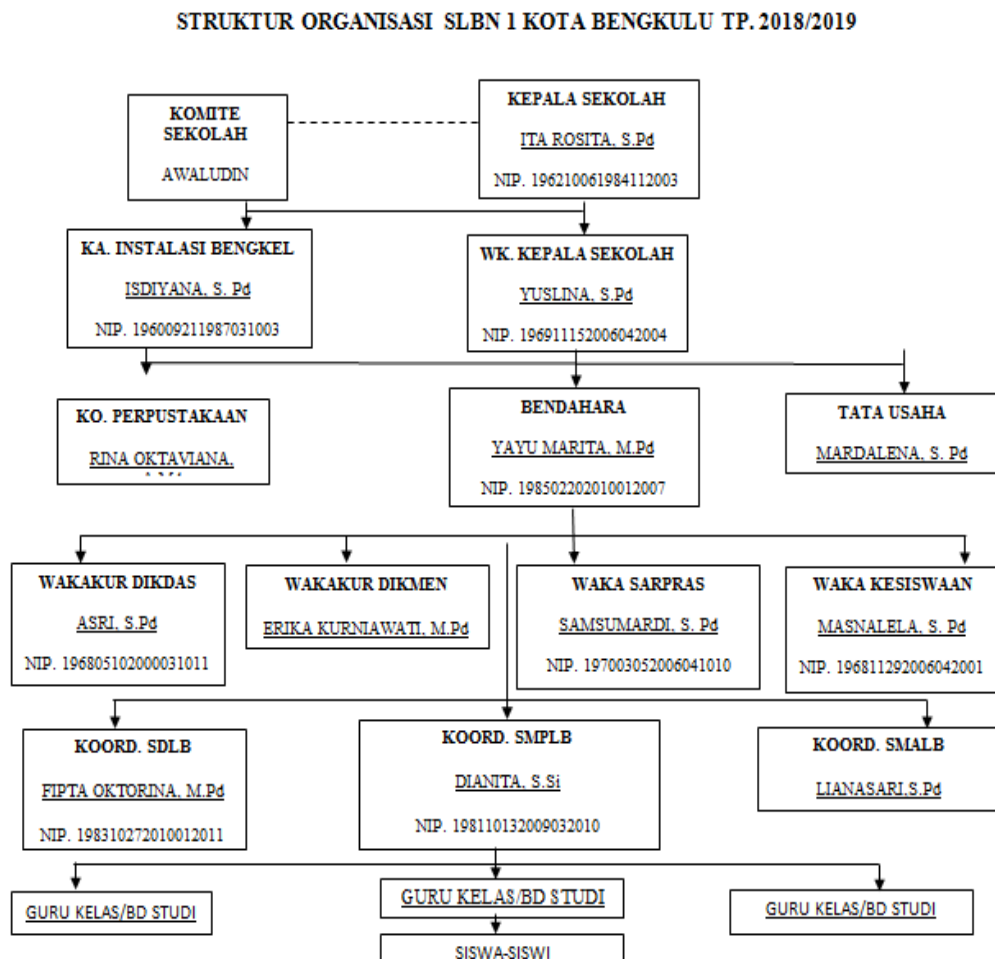 STRUKTUR ORGANISASI SLBN 1 KOTA BENGKULU TP. 2018/2019
KOMITE
SEKOLAH
AWALUDIN
KEPALA SEKOLAH
ITA ROSITA, S.Pd
NIP. 196210061984112003
KA. INSTALASI BENGKEL
ISDIYANA, S. Pd
NIP. 196009211987031003
WK. KEPALA SEKOLAH
YUSLINA, S.Pd
NIP. 196911152006042004
KO. PERPUSTAKAAN
RINA OKTAVIANA,
BENDAHARA
YAYU MARITA, M.Pd
NIP. 198502202010012007
TATA USAHA
MARDALENA, S. Pd
WAKAKUR DIKDAS
ASRI, S.Pd
NIP. 196805102000031011
WAKAKUR DIKMEN
ERIKA KURNIAWATI, M.Pd
WAKA SARPRAS
SAMSUMARDI, S. Pd
NIP. 197003052006041010
WAKA KESISWAAN
MASNALELA, S. Pd
NIP. 196811292006042001
KOORD. SDLB
FIPTA OKTORINA, M.Pd
NIP. 198310272010012011
KOORD. SMPLB
DIANITA, S.Si
NIP. 198110132009032010
KOORD. SMALB
LIANASARI,S.Pd
GURU KELAS/BD STUDI
GURU KELAS/BD STUDI
GURU KELAS/BD STUDI
SISWA-SISWI